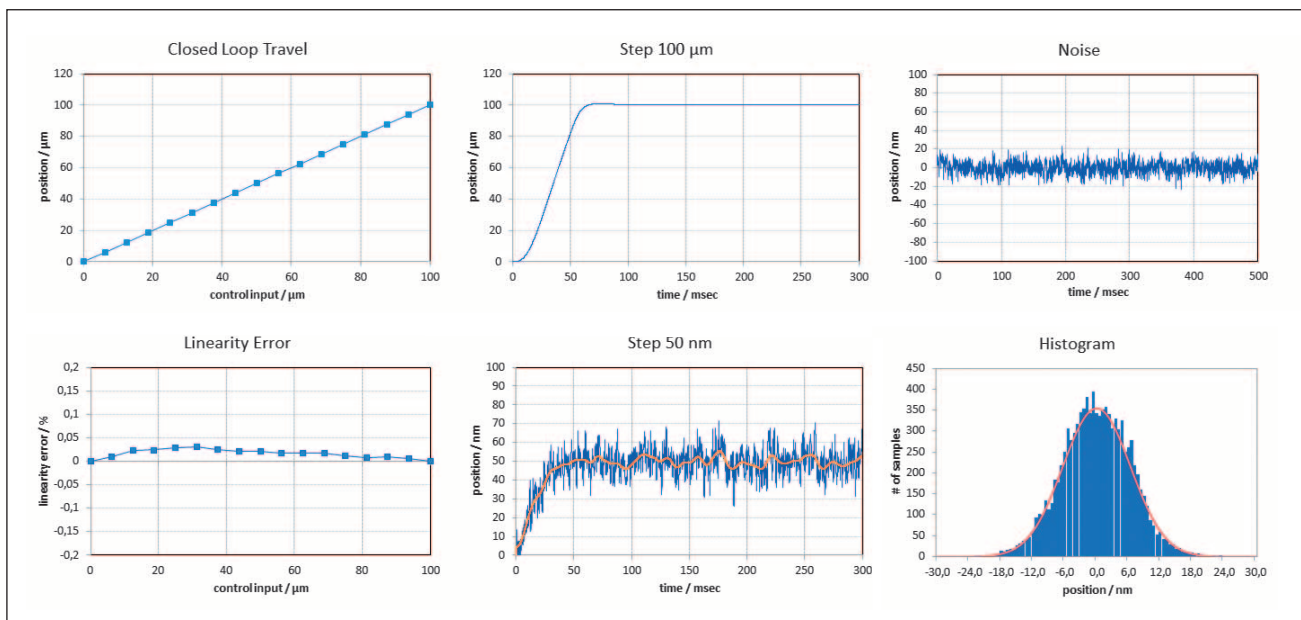 Closed Loop Travel
120
100
80
60
40
20
0
position / µm
0 20 40 60 80 100
control input / µm
Step 100 µm
120
100
80
60
40
20
0
position / µm
0 50 100 150 200 250 300
time / msec
Noise
100
80
60
40
20
0
-20
-40
-60
-80
-100
position / nm
0 100 200 300 400 500
time / msec
Linearity Error
0,2
0,15
0,1
0,05
0
-0,05
-0,1
-0,15
-0,2
linearity error / %
0 20 40 60 80 100
control input / µm
Step 50 nm
100
90
80
70
60
50
40
30
20
10
0
position / nm
0 50 100 150 200 250 300
time / msec
Histogram
450
400
350
300
250
200
150
100
50
0
# of samples
-30,0 -24,0 -18,0 -12,0 -6,0 0,0 6,0 12,0 18,0 24,0 30,0
position / nm